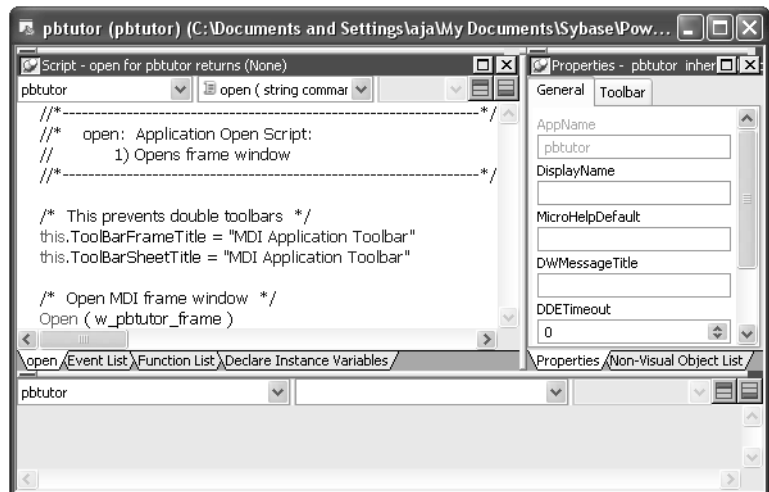 pbtutor (pbtutor) (C:\Documents and Settings\aja\My Documents\Sybase\Pow...
Script - open for pbtutor returns (None)
pbtutor
open ( string commar
//*---------------------------------------------------------------------*/
//*    open:  Application Open Script:
//         1) Opens frame window
//*---------------------------------------------------------------------*/
/*  This prevents double toolbars  */
this.ToolBarFrameTitle = "MDI Application Toolbar"
this.ToolBarSheetTitle = "MDI Application Toolbar"
/*  Open MDI frame window  */
Open ( w_pbtutor_frame )
open Event List Function List Declare Instance Variables
Properties - pbtutor inher
General Toolbar
AppName
pbtutor
DisplayName
MicroHelpDefault
DWMessageTitle
DDETimeout
0
Properties Non-Visual Object List
pbtutor